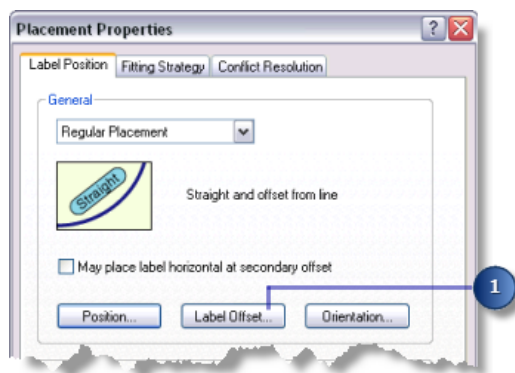 Placement Properties
Label Position Fitting Strategy Conflict Resolution
General
Regular Placement
Straight
Straight and offset from line
May place label horizontal at secondary offset
1
Position... Label Offset... Orientation...